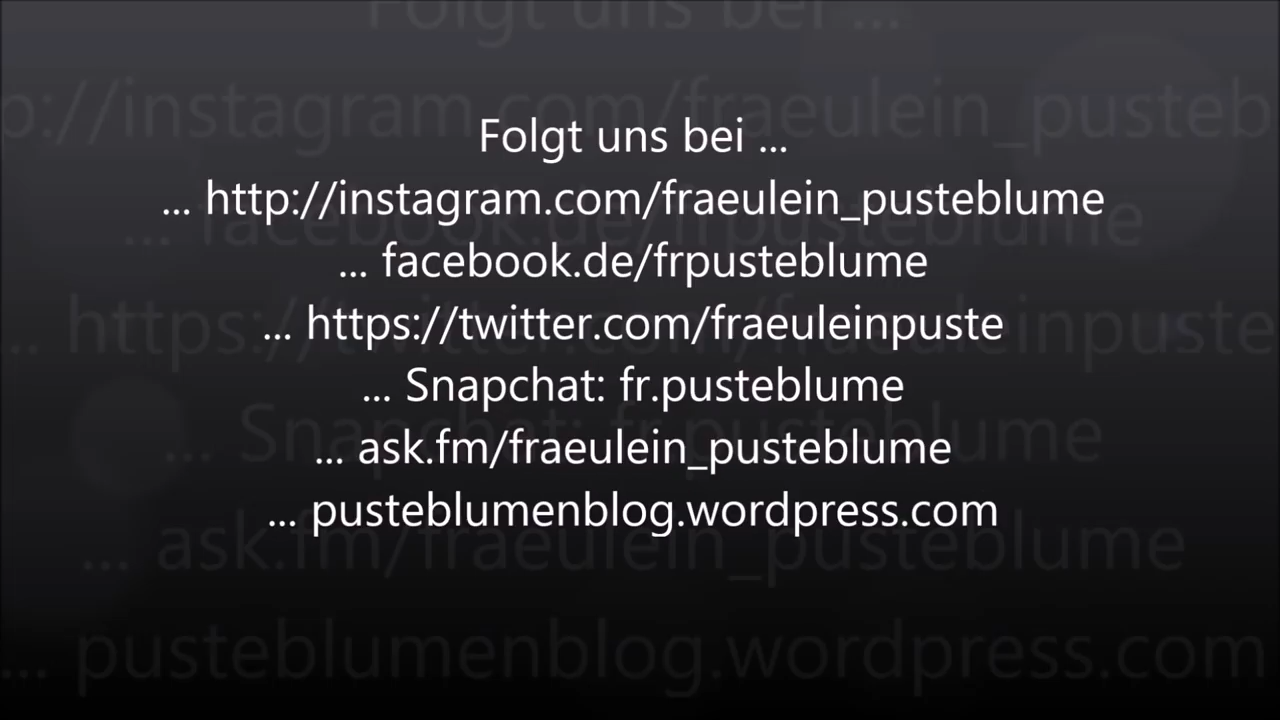 Folgt uns bei ...
... http://instagram.com/fraeulein_pusteblume
... facebook.de/frpusteblume
... https://twitter.com/fraeuleinpuste
... Snapchat: fr.pusteblume
... ask.fm/fraeulein_pusteblume
... pusteblumenblog.wordpress.com